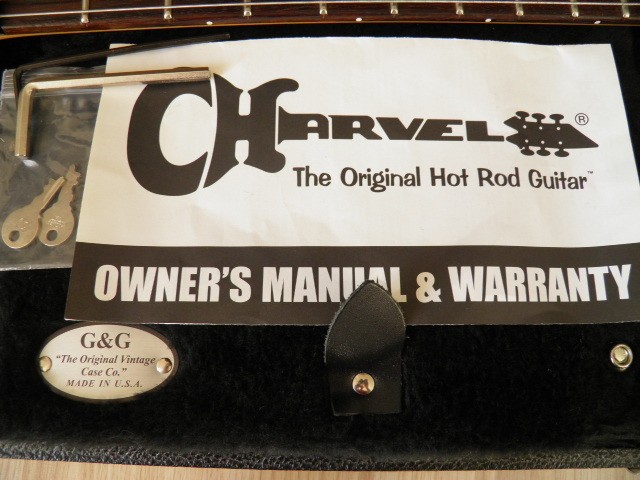 CHARVEL®
The Original Hot Rod Guitar™
OWNER'S MANUAL & WARRANTY
G&G
"The Original Vintage
Case Co."
MADE IN U.S.A.